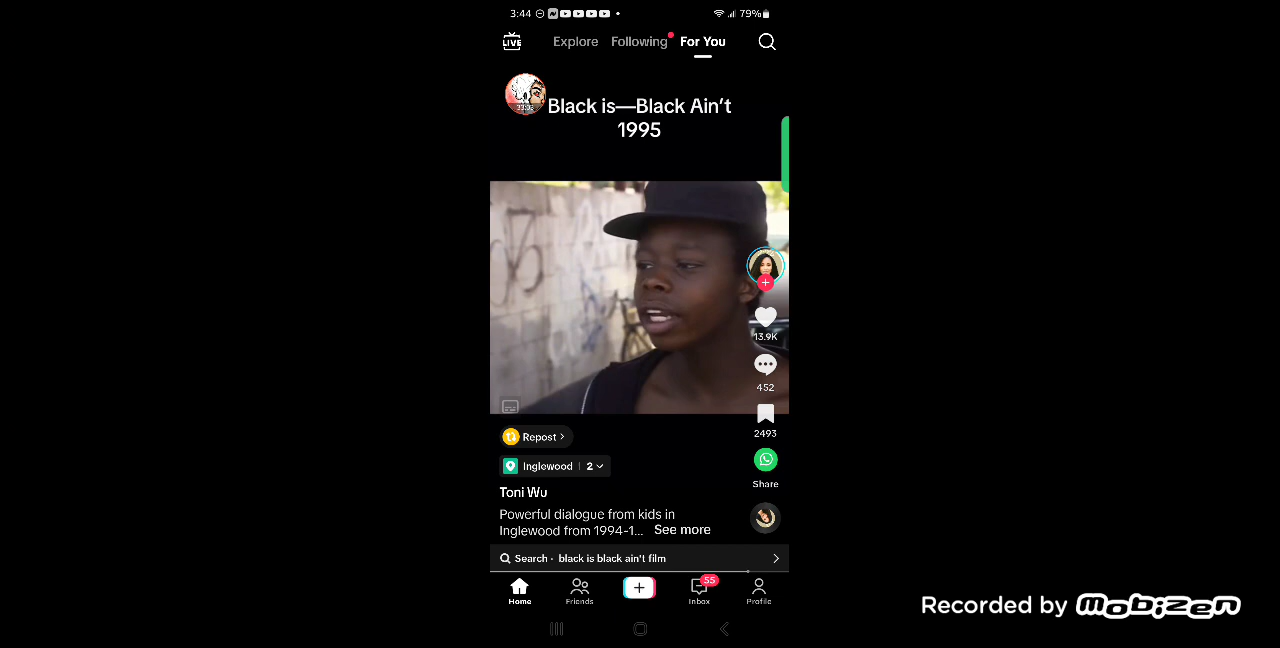 3:44 79%
LIVE Explore Following For You
Black is—Black Ain't
1995
13.9K
452
2493
Repost
Inglewood | 2
Share
Toni Wu
Powerful dialogue from kids in
Inglewood from 1994-1... See more
Search · black is black ain't film
55
Home Friends Inbox Profile
Recorded by mobizen